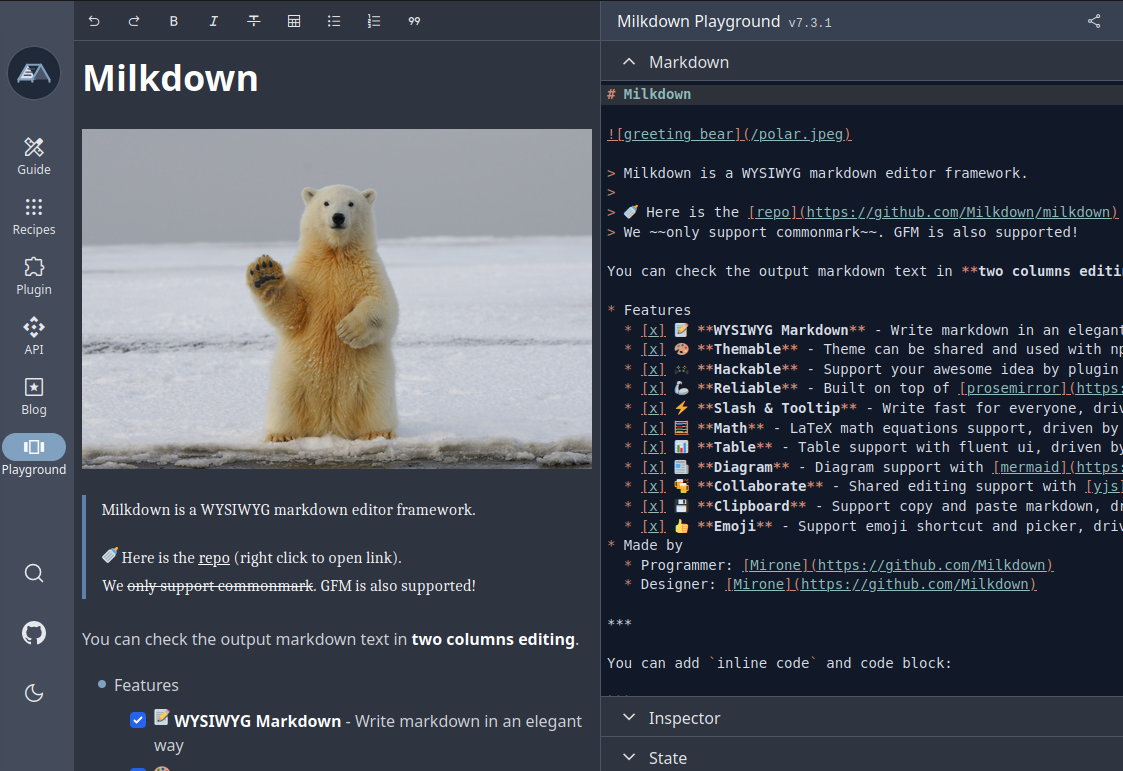 Guide
Recipes
Plugin
API
Blog
Playground
B I T 99
Milkdown
Milkdown is a WYSIWYG markdown editor framework.
🍼 Here is the repo (right click to open link).
We only support commonmark. GFM is also supported!
You can check the output markdown text in two columns editing.
Features
📝 WYSIWYG Markdown - Write markdown in an elegant
way
Milkdown Playground v7.3.1
Markdown
# Milkdown
![greeting bear](/polar.jpeg)
> Milkdown is a WYSIWYG markdown editor framework.
>
> 🍼 Here is the [repo](https://github.com/Milkdown/milkdown)
> We ~~only support commonmark~~. GFM is also supported!
You can check the output markdown text in **two columns editi
* Features
* [x] 📝 **WYSIWYG Markdown** - Write markdown in an elegant
* [x] 🎨 **Themable** - Theme can be shared and used with np
* [x] 🎮 **Hackable** - Support your awesome idea by plugin
* [x] 🦾 **Reliable** - Built on top of [prosemirror](https:
* [x] ⚡ **Slash & Tooltip** - Write fast for everyone, driv
* [x] 🧮 **Math** - LaTeX math equations support, driven by
* [x] 📊 **Table** - Table support with fluent ui, driven by
* [x] 📰 **Diagram** - Diagram support with [mermaid](https:
* [x] 🍻 **Collaborate** - Shared editing support with [yjs]
* [x] 💾 **Clipboard** - Support copy and paste markdown, dr
* [x] 👍 **Emoji** - Support emoji shortcut and picker, driv
* Made by
* Programmer: [Mirone](https://github.com/Milkdown)
* Designer: [Mirone](https://github.com/Milkdown)
***
You can add `inline code` and code block:
Inspector
State